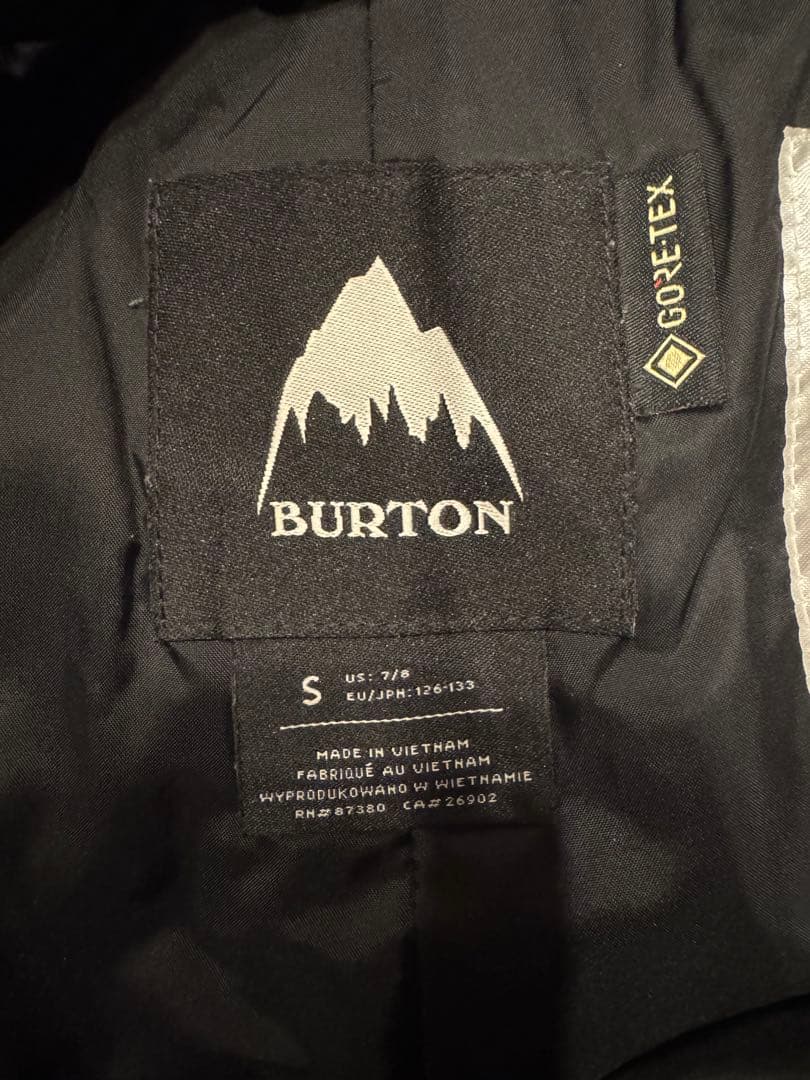 GORE-TEX
BURTON
S
US: 7/8
EU/JPN: 126-133
MADE IN VIETNAM
FABRIQUÉ AU VIETNAM
WYPRODUKOWANO W WIETNAMIE
RN# 87380 CA# 26902